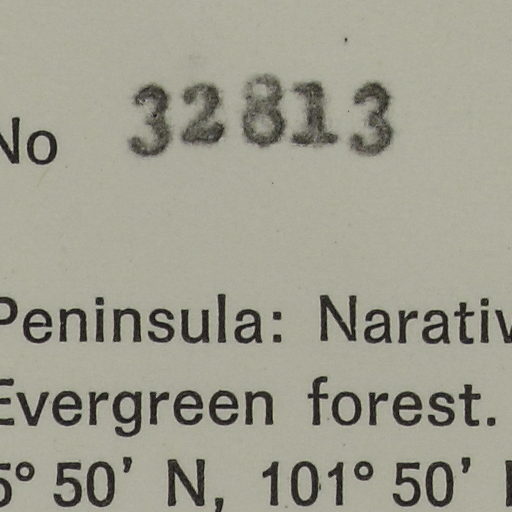 No 32813
Peninsula: Narativ
Evergreen forest.
5° 50' N, 101° 50'